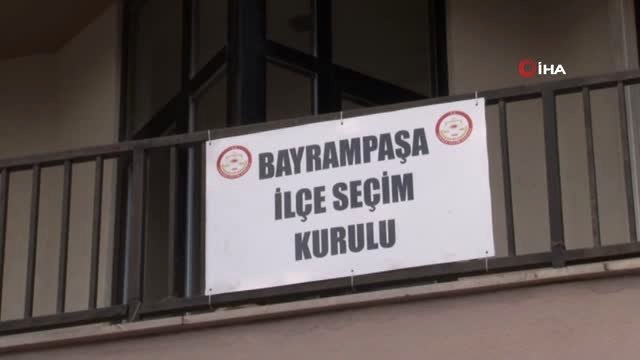 İHA
BAYRAMPAŞA
İLÇE SEÇİM
KURULU